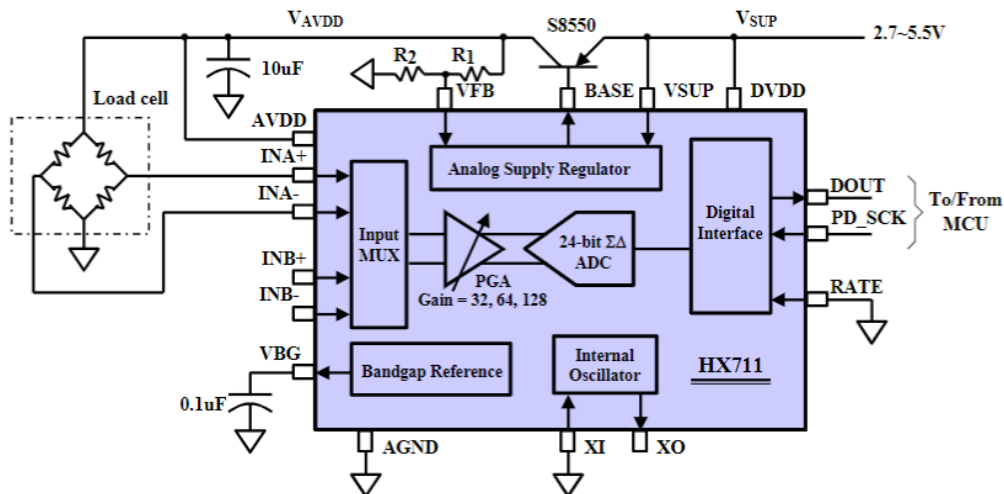 V_AVDD
S8550
V_SUP
2.7~5.5V
10uF
R2
R1
Load cell
VFB
BASE
VSUP
DVDD
AVDD
INA+
INA-
INB+
INB-
VBG
0.1uF
Analog Supply Regulator
Input
MUX
PGA
Gain = 32, 64, 128
24-bit ΣΔ
ADC
Digital
Interface
DOUT
PD_SCK
To/From
MCU
RATE
Bandgap Reference
Internal
Oscillator
HX711
AGND
XI
XO